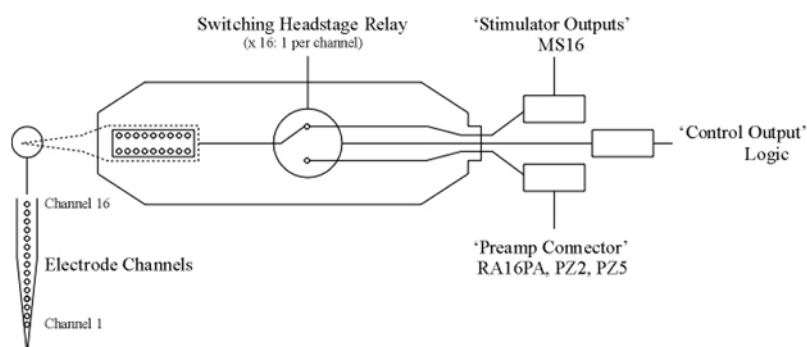 Switching Headstage Relay
(x 16: 1 per channel)
'Stimulator Outputs'
MS16
'Control Output'
Logic
'Preamp Connector'
RA16PA, PZ2, PZ5
Channel 16
Electrode Channels
Channel 1